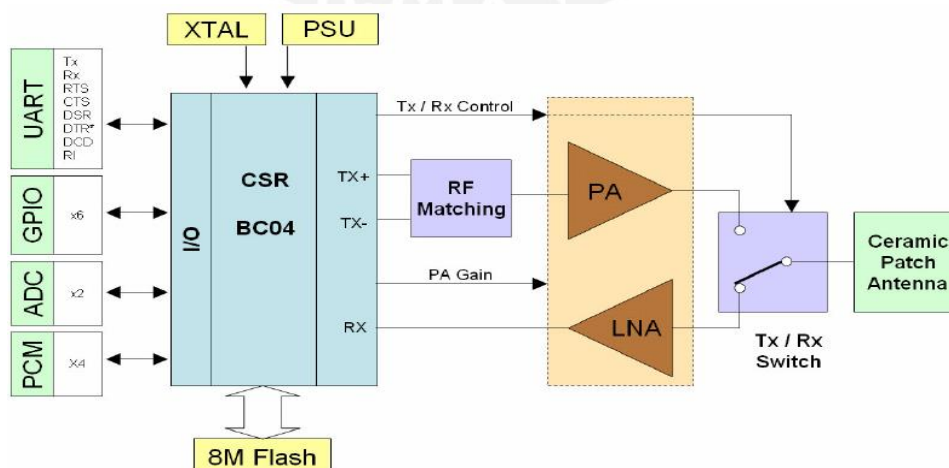 XTAL
PSU
UART
Tx
Rx
RTS
CTS
DSR
DTR*
DCD
RI
GPIO
x6
ADC
x2
PCM
X4
I/O
CSR
BC04
TX+
TX-
RX
Tx / Rx Control
RF
Matching
PA Gain
PA
LNA
Tx / Rx
Switch
Ceramic
Patch
Antenna
8M Flash